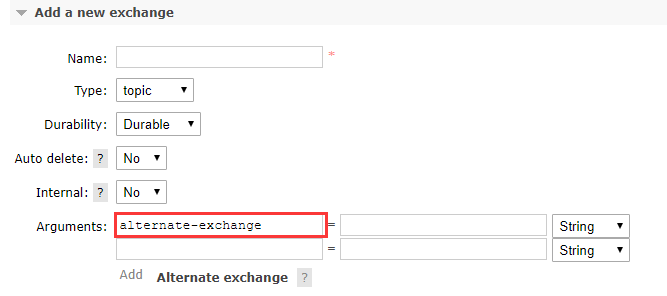 Add a new exchange
Name: *
Type: topic
Durability: Durable
Auto delete: ? No
Internal: ? No
Arguments: alternate-exchange = String
= String
Add Alternate exchange ?